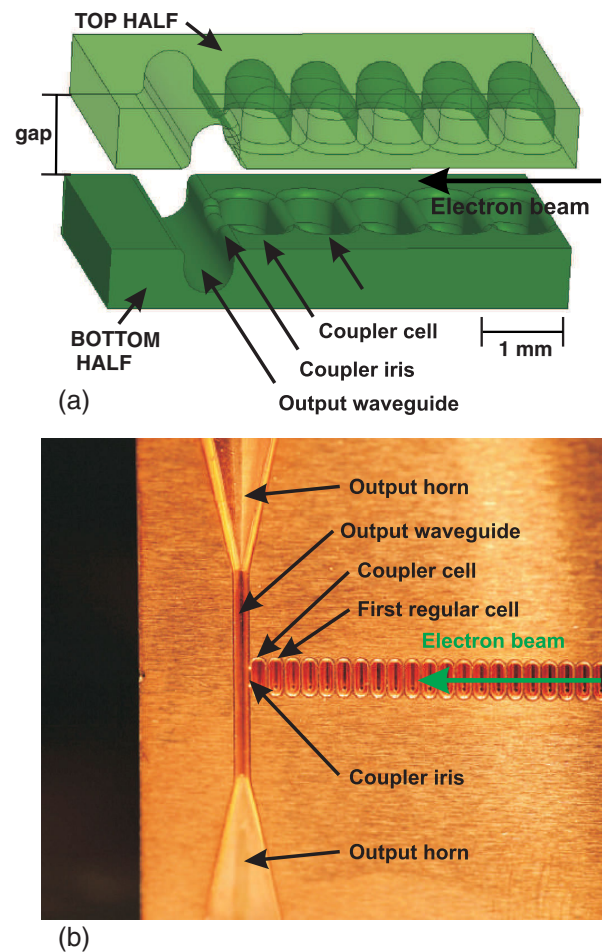 TOP HALF
gap
Electron beam
Coupler cell
1 mm
BOTTOM
HALF
Coupler iris
Output waveguide
(a)
Output horn
Output waveguide
Coupler cell
First regular cell
Electron beam
Coupler iris
Output horn
(b)